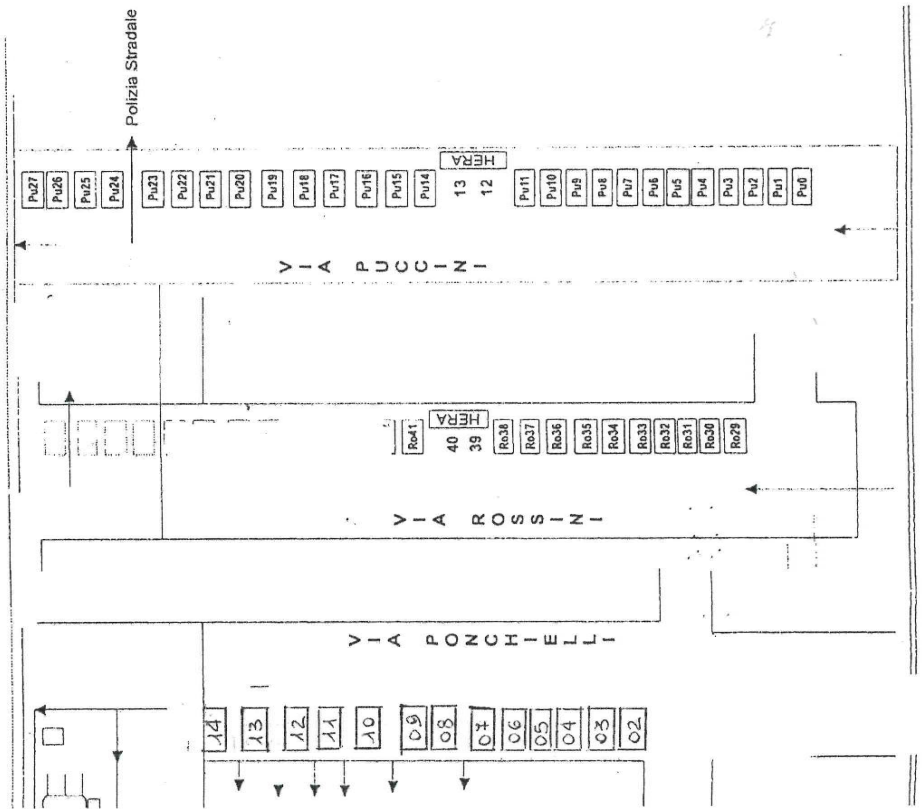 Polizia Stradale
Pu27
Pu26
Pu25
Pu24
Pu23
Pu22
Pu21
Pu20
Pu19
Pu18
Pu17
Pu16
Pu15
Pu14
HERA
13
12
Pu11
Pu10
Pu9
Pu8
Pu7
Pu6
Pu5
Pu4
Pu3
Pu2
Pu1
Pu0
VIA PUCCINI
Ro41
HERA
40
39
Ro38
Ro37
Ro36
Ro35
Ro34
Ro33
Ro32
Ro31
Ro30
Ro29
VIA ROSSINI
VIA PONCHIELLI
14
13
12
11
10
09
08
07
06
05
04
03
02